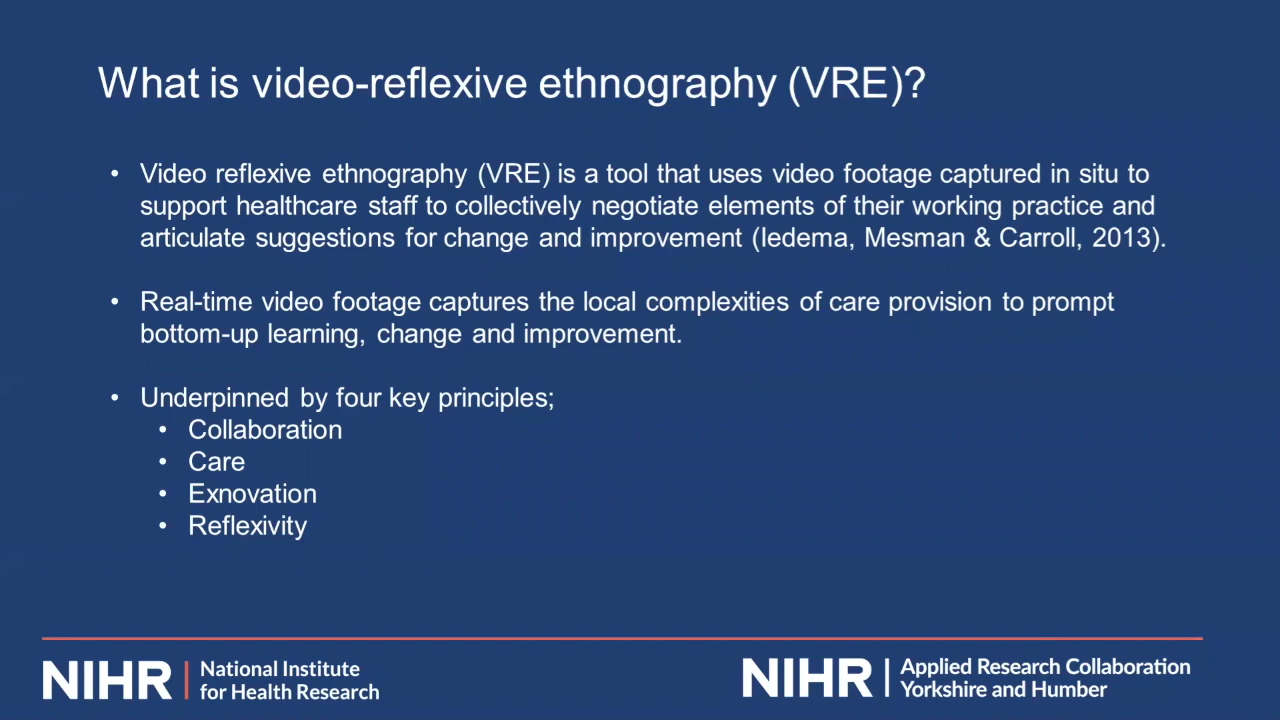 What is video-reflexive ethnography (VRE)?
• Video reflexive ethnography (VRE) is a tool that uses video footage captured in situ to
support healthcare staff to collectively negotiate elements of their working practice and
articulate suggestions for change and improvement (Iedema, Mesman & Carroll, 2013).
• Real-time video footage captures the local complexities of care provision to prompt
bottom-up learning, change and improvement.
• Underpinned by four key principles;
• Collaboration
• Care
• Exnovation
• Reflexivity
NIHR | National Institute
for Health Research
NIHR | Applied Research Collaboration
Yorkshire and Humber